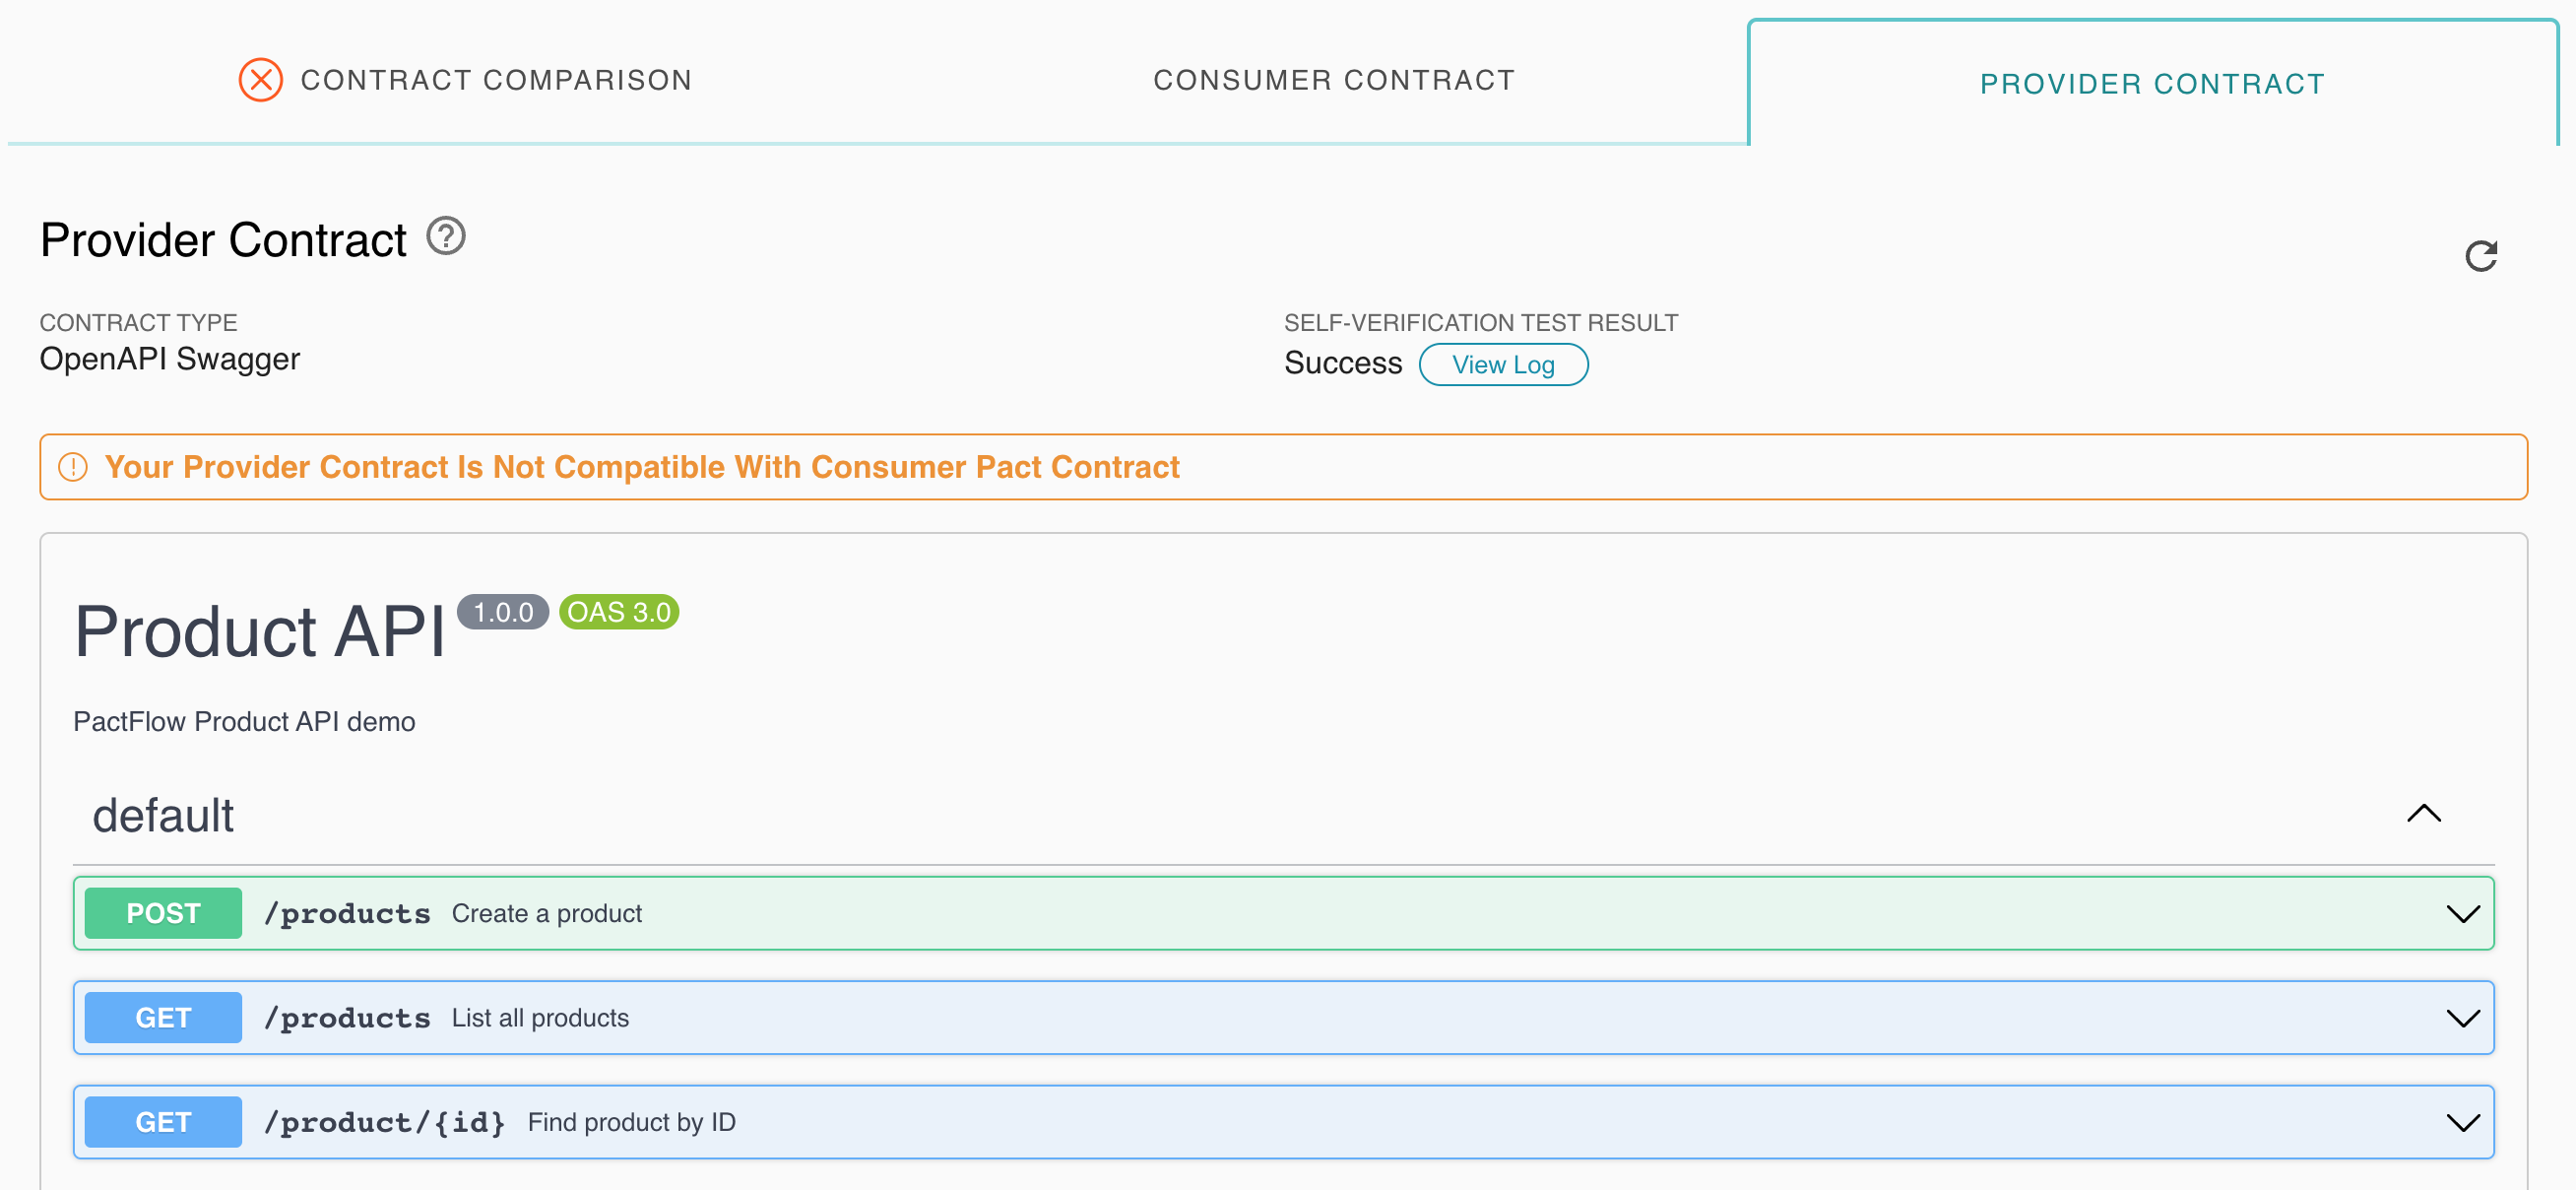 CONTRACT COMPARISON
CONSUMER CONTRACT
PROVIDER CONTRACT
Provider Contract
CONTRACT TYPE
OpenAPI Swagger
SELF-VERIFICATION TEST RESULT
Success View Log
Your Provider Contract Is Not Compatible With Consumer Pact Contract
Product API 1.0.0 OAS 3.0
PactFlow Product API demo
default
POST /products Create a product
GET /products List all products
GET /product/{id} Find product by ID